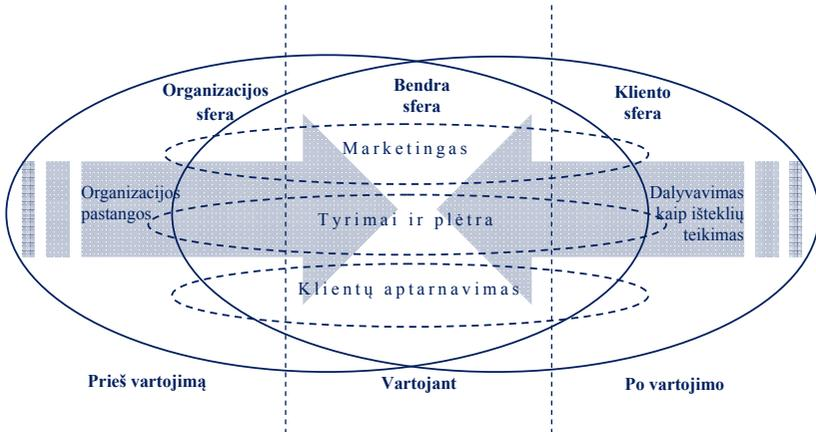 Organizacijos
sfera
Bendra
sfera
Kliento
sfera
Marketingas
Organizacijos
pastangos
Tyrimai ir plėtra
Dalyvavimas
kaip išteklių
teikimas
Klientų aptarnavimas
Prieš vartojimą
Vartojant
Po vartojimo